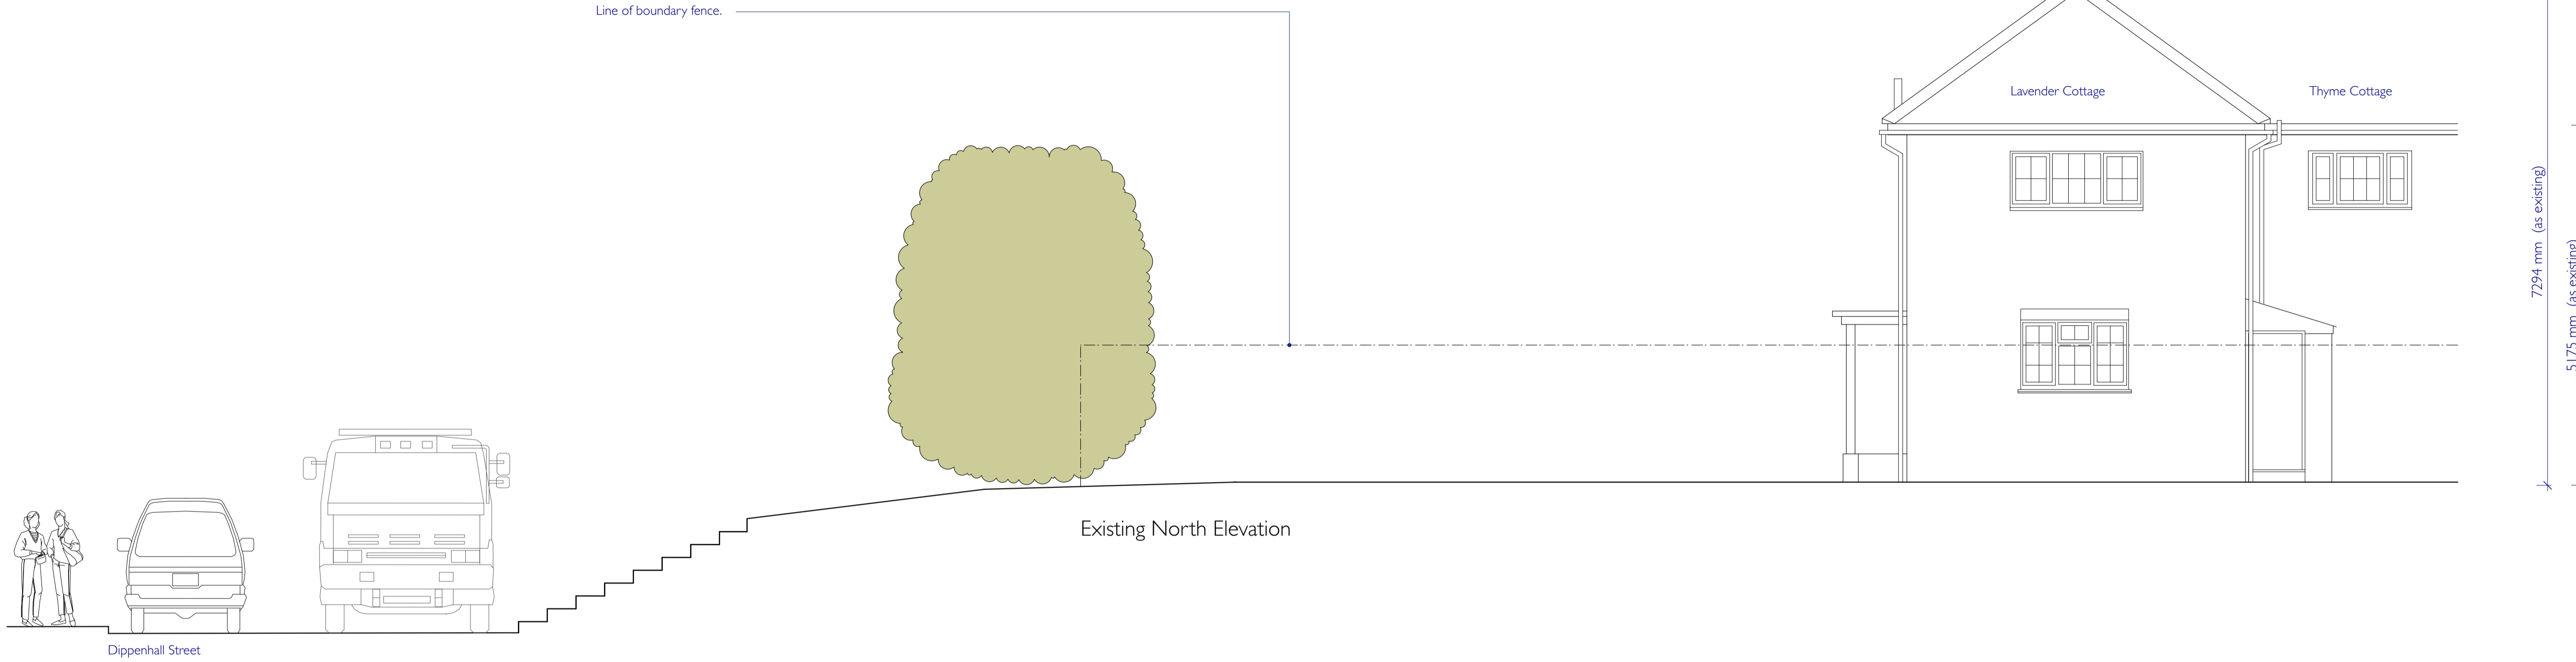 Line of boundary fence.
Lavender Cottage
Thyme Cottage
7294 mm (as existing)
5175 mm (as existing)
Existing North Elevation
Dippenhall Street